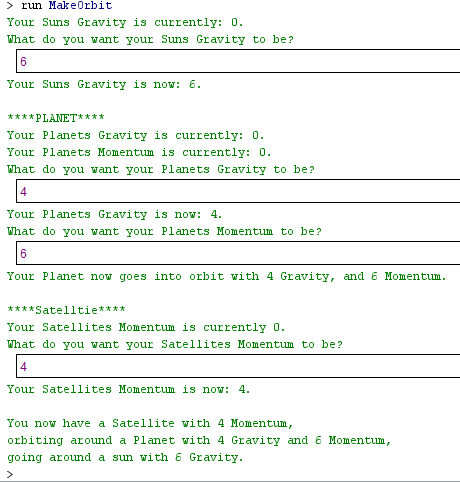 > run MakeOrbit
Your Suns Gravity is currently: 0.
What do you want your Suns Gravity to be?
6
Your Suns Gravity is now: 6.
****PLANET****
Your Planets Gravity is currently: 0.
Your Planets Momentum is currently: 0.
What do you want your Planets Gravity to be?
4
Your Planets Gravity is now: 4.
What do you want your Planets Momentum to be?
6
Your Planet now goes into orbit with 4 Gravity, and 6 Momentum.
****Satelltie****
Your Satellites Momentum is currently 0.
What do you want your Satellites Momentum to be?
4
Your Satellites Momentum is now: 4.
You now have a Satellite with 4 Momentum,
orbiting around a Planet with 4 Gravity and 6 Momentum,
going around a sun with 6 Gravity.
>